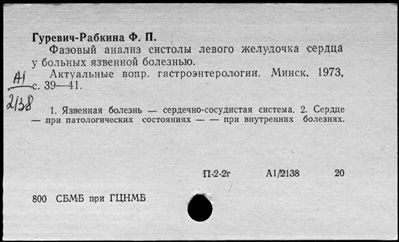 Гуревич-Рабкина Ф. П.
Фазовый анализ систолы левого желудочка сердца
у больных язвенной болезнью.
Актуальные вопр. гастроэнтерологии. Минск, 1973,
с. 39—41.
А1
2138
1. Язвенная болезнь — сердечно-сосудистая система. 2. Сердце
— при патологических состояниях — — при внутренних болезнях.
П-2-2г А1/2138 20
800 СБМБ при ГЦНМБ